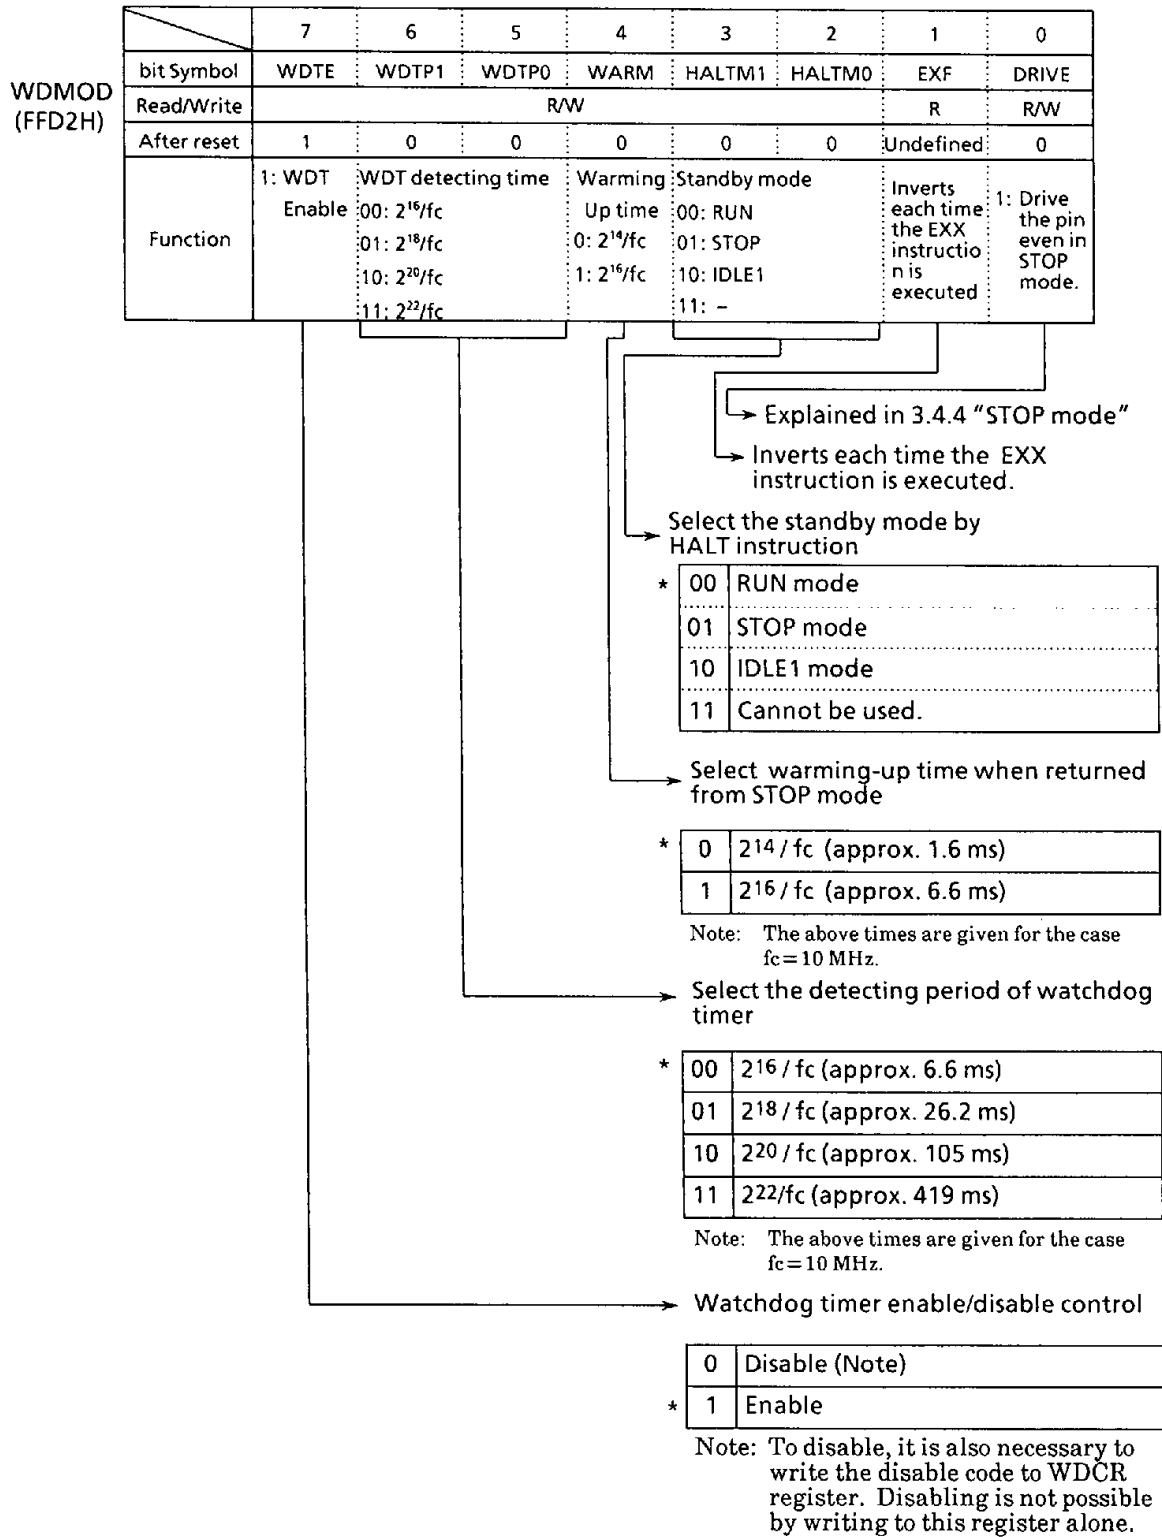 7 6 5 4 3 2 1 0
WDMOD
(FFD2H)
bit Symbol WDTE WDTP1 WDTP0 WARM HALTM1 HALTM0 EXF DRIVE
Read/Write R/W R R/W
After reset 1 0 0 0 0 0 Undefined 0
Function
1: WDT
Enable
WDT detecting time
00: 2¹⁶/fc
01: 2¹⁸/fc
10: 2²⁰/fc
11: 2²²/fc
Warming
Up time
0: 2¹⁴/fc
1: 2¹⁶/fc
Standby mode
00: RUN
01: STOP
10: IDLE1
11: –
Inverts
each time
the EXX
instructio
n is
executed
1: Drive
the pin
even in
STOP
mode.
Explained in 3.4.4 "STOP mode"
Inverts each time the EXX
instruction is executed.
Select the standby mode by
HALT instruction
* 00 RUN mode
01 STOP mode
10 IDLE1 mode
11 Cannot be used.
Select warming-up time when returned
from STOP mode
* 0 2¹⁴/ fc (approx. 1.6 ms)
1 2¹⁶/ fc (approx. 6.6 ms)
Note: The above times are given for the case
fc=10 MHz.
Select the detecting period of watchdog
timer
* 00 2¹⁶ / fc (approx. 6.6 ms)
01 2¹⁸ / fc (approx. 26.2 ms)
10 2²⁰ / fc (approx. 105 ms)
11 2²²/fc (approx. 419 ms)
Note: The above times are given for the case
fc=10 MHz.
Watchdog timer enable/disable control
0 Disable (Note)
* 1 Enable
Note: To disable, it is also necessary to
write the disable code to WDCR
register. Disabling is not possible
by writing to this register alone.